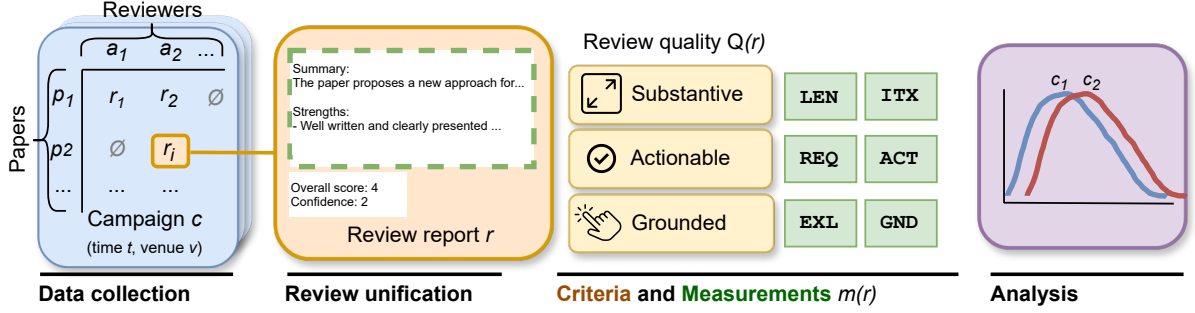 Reviewers
a1 a2 ...
Papers
p1 r1 r2 ∅
p2 ∅ ri
... ... ...
Campaign c
(time t, venue v)
Data collection
Summary:
The paper proposes a new approach for...
Strengths:
- Well written and clearly presented ...
Overall score: 4
Confidence: 2
Review report r
Review unification
Review quality Q(r)
Substantive LEN ITX
Actionable REQ ACT
Grounded EXL GND
Criteria and Measurements m(r)
c1 c2
Analysis